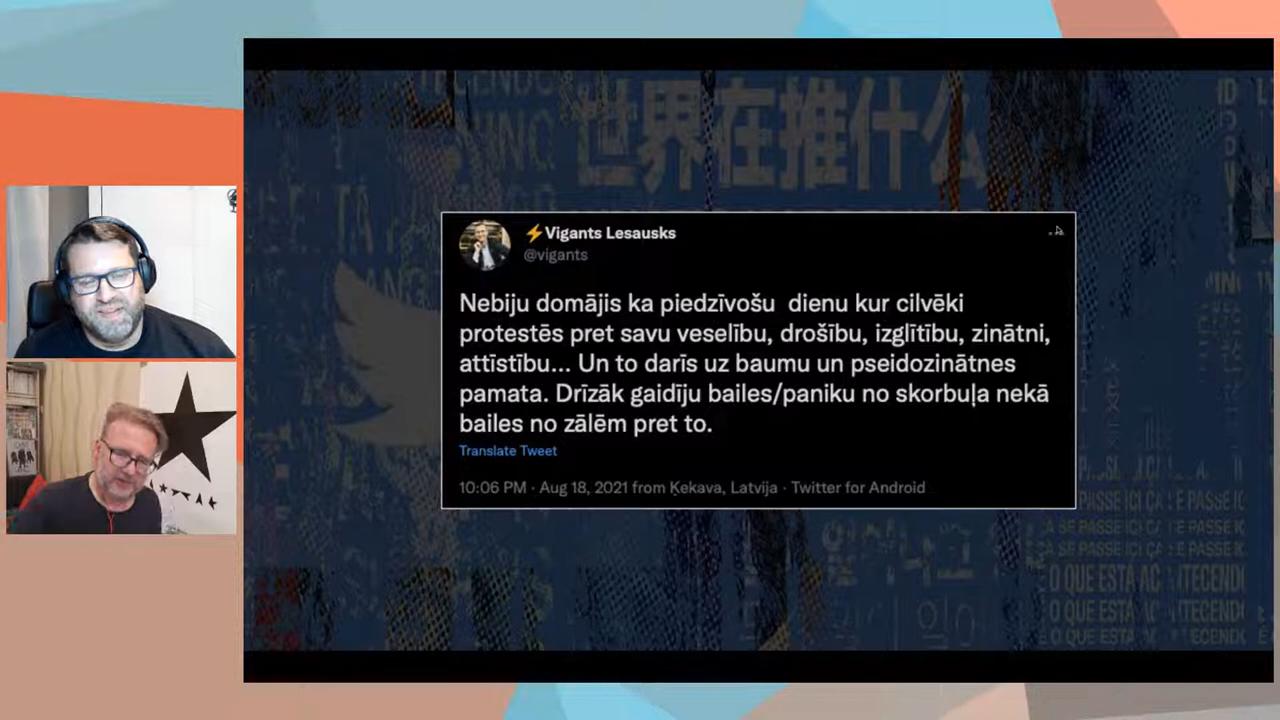 世界在推什么
⚡Vigants Lesausks
@vigants
Nebiju domājis ka piedzīvošu dienu kur cilvēki
protestēs pret savu veselību, drošību, izglītību, zinātni,
attīstību... Un to darīs uz baumu un pseidozinātnes
pamata. Drīzāk gaidīju bailes/paniku no skorbuļa nekā
bailes no zālēm pret to.
Translate Tweet
10:06 PM · Aug 18, 2021 from Ķekava, Latvija · Twitter for Android